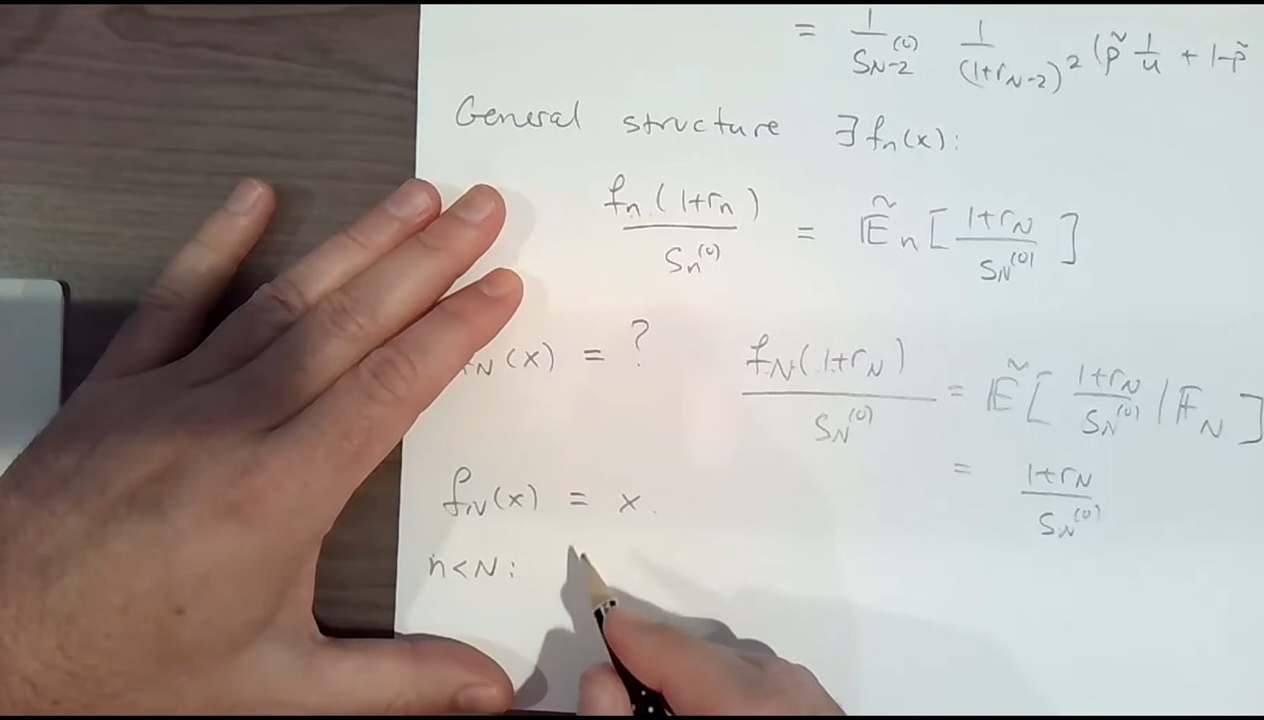 = 1/S_{N-2}^{(0)} 1/(1+r_{N-2})^2 (p̃ 1/u + 1-p̃
General structure ∃ f_n(x):
f_n(1+r_n)/S_n^{(0)} = Ẽ_n[(1+r_N)/S_N^{(0)}]
_N(x) = ? f_N(1+r_N)/S_N^{(0)} = Ẽ[(1+r_N)/S_N^{(0)} | F_N]
= (1+r_N)/S_N^{(0)}
f_N(x) = x.
n<N: